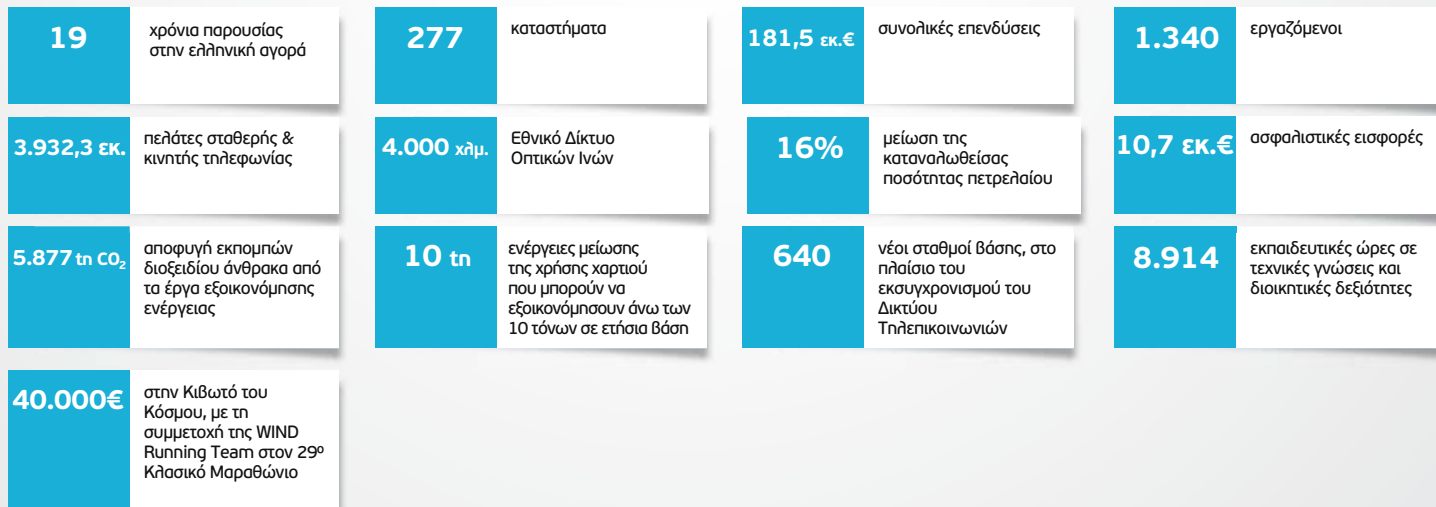 19
χρόνια παρουσίας
στην ελληνική αγορά
277
καταστήματα
181,5 εκ.€
συνολικές επενδύσεις
1.340
εργαζόμενοι
3.932,3 εκ.
πελάτες σταθερής &
κινητής τηλεφωνίας
4.000 χλμ.
Εθνικό Δίκτυο
Οπτικών Ινών
16%
μείωση της
καταναλωθείσας
ποσότητας πετρελαίου
10,7 εκ.€
ασφαλιστικές εισφορές
5.877 tn CO₂
αποφυγή εκπομπών
διοξειδίου άνθρακα από
τα έργα εξοικονόμησης
ενέργειας
10 tn
ενέργειες μείωσης
της χρήσης χαρτιού
που μπορούν να
εξοικονόμησουν άνω των
10 τόνων σε ετήσια βάση
640
νέοι σταθμοί βάσης, στο
πλαίσιο του
εκσυγχρονισμού του
Δικτύου
Τηλεπικοινωνιών
8.914
εκπαιδευτικές ώρες σε
τεχνικές γνώσεις και
διοικητικές δεξιότητες
40.000€
στην Κιβωτό του
Κόσμου, με τη
συμμετοχή της WIND
Running Team στον 29º
Κλασικό Μαραθώνιο